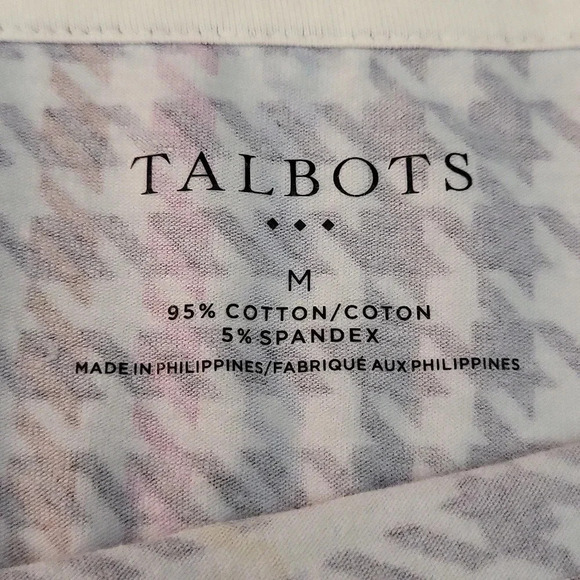 TALBOTS
M
95% COTTON/COTON
5% SPANDEX
MADE IN PHILIPPINES/FABRIQUÉ AUX PHILIPPINES